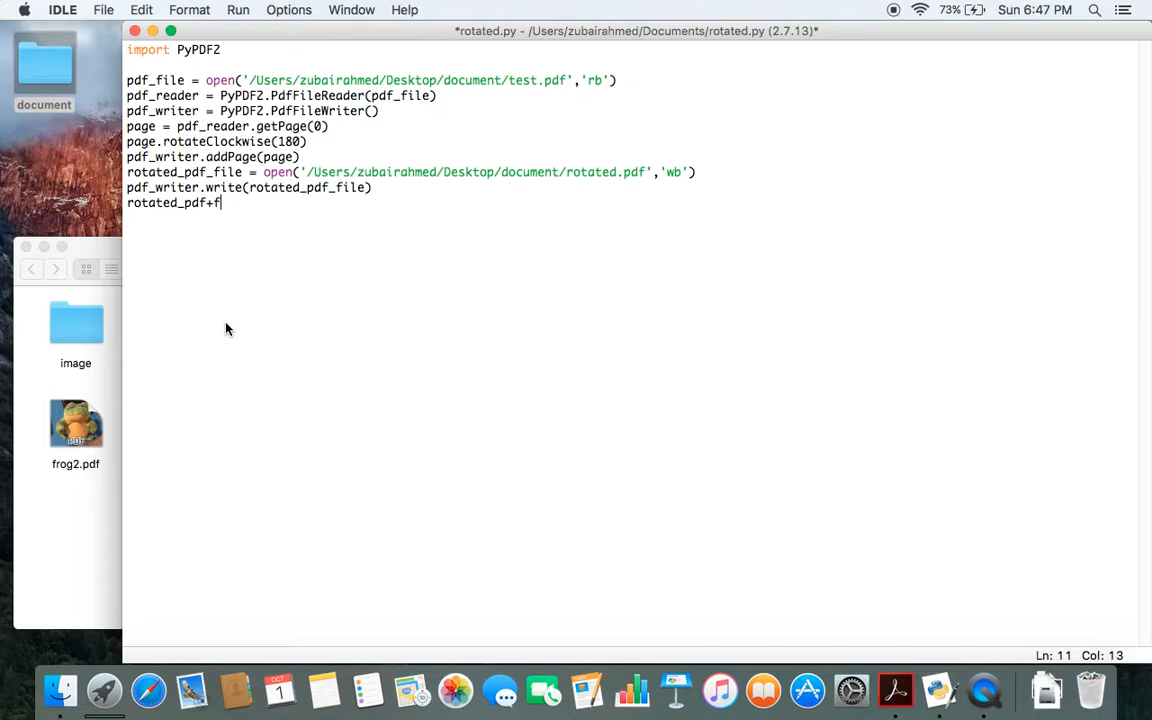 IDLE File Edit Format Run Options Window Help 73% Sun 6:47 PM
*rotated.py - /Users/zubairahmed/Documents/rotated.py (2.7.13)*
document
import PyPDF2
pdf_file = open('/Users/zubairahmed/Desktop/document/test.pdf','rb')
pdf_reader = PyPDF2.PdfFileReader(pdf_file)
pdf_writer = PyPDF2.PdfFileWriter()
page = pdf_reader.getPage(0)
page.rotateClockwise(180)
pdf_writer.addPage(page)
rotated_pdf_file = open('/Users/zubairahmed/Desktop/document/rotated.pdf','wb')
pdf_writer.write(rotated_pdf_file)
rotated_pdf+f
image
PDF
frog2.pdf
Ln: 11 Col: 13
OCT
1